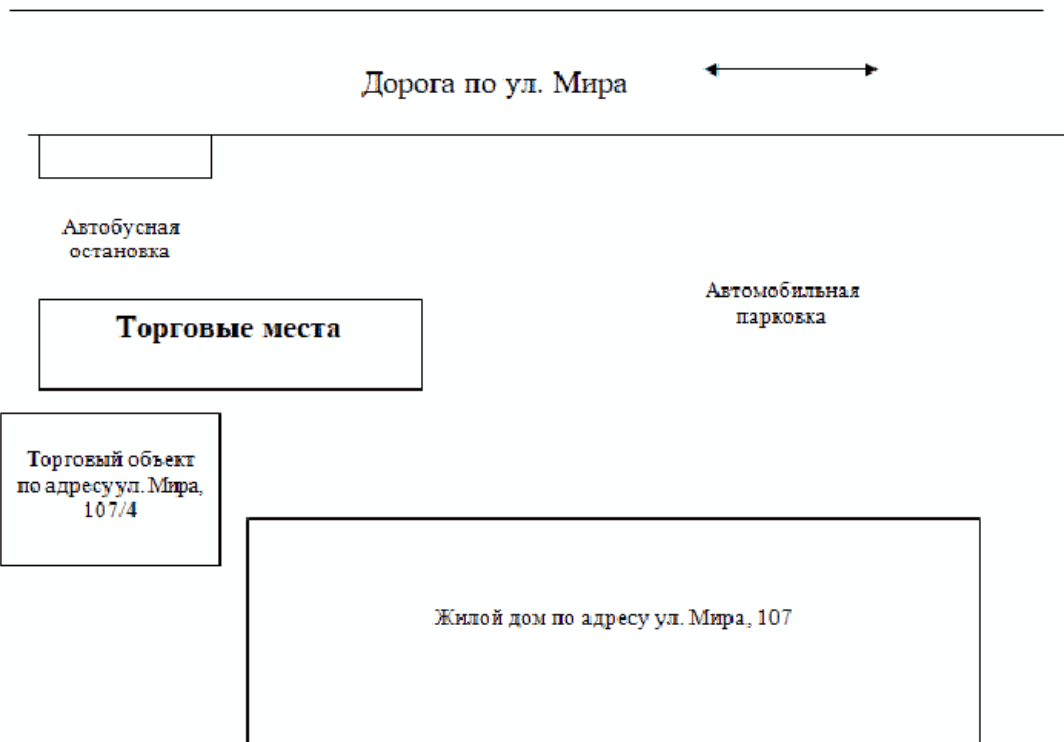 Дорога по ул. Мира
Автобусная
остановка
Автомобильная
парковка
Торговые места
Торговый объект
по адресу ул. Мира,
107/4
Жилой дом по адресу ул. Мира, 107